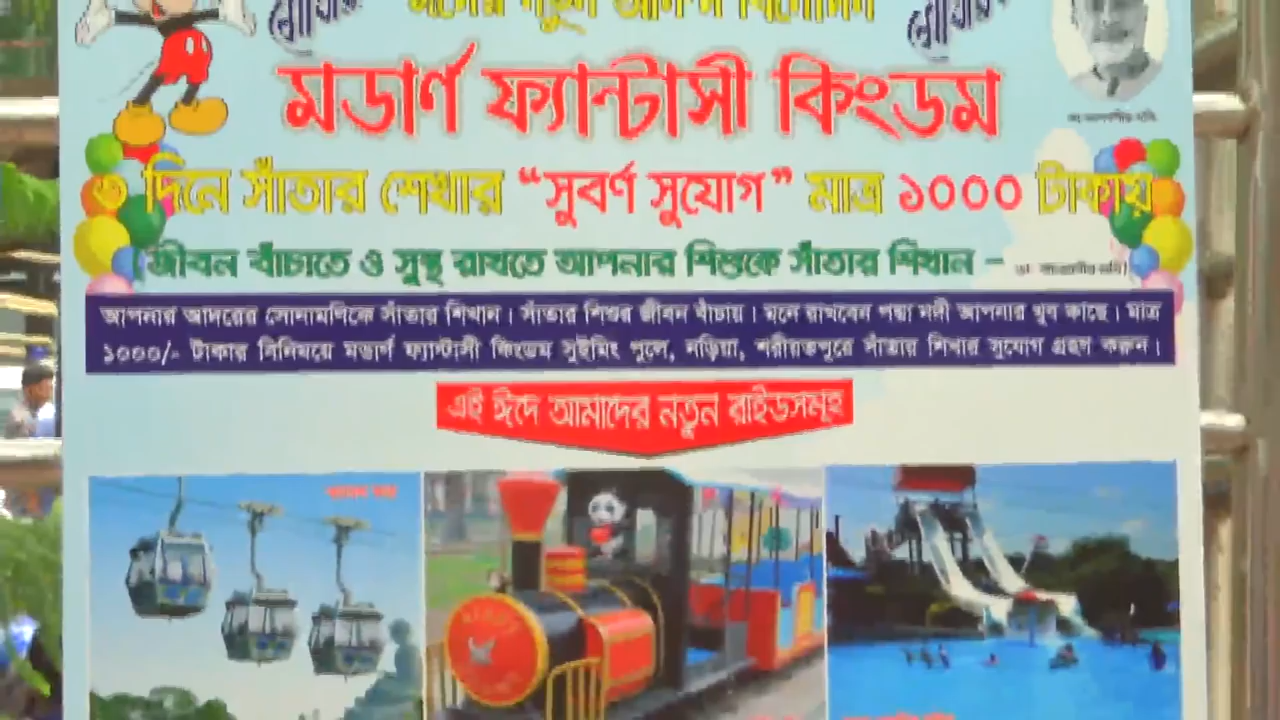 মডার্ণ ফ্যান্টাসী কিংডম
৩ দিনে সাঁতার শেখার “সুবর্ণ সুযোগ” মাত্র ১০০০ টাকায়
জীবন বাঁচাতে ও সুস্থ রাখতে আপনার শিশুকে সাঁতার শিখান –
আপনার আদরের সোনামণিকে সাঁতার শিখান। সাঁতার শিশুর জীবন বাঁচায়। মনে রাখবেন পদ্মা নদী আপনার খুব কাছে। মাত্র
১০০০/- টাকার বিনিময়ে মডার্ণ ফ্যান্টাসী কিংডম সুইমিং পুলে, নড়িয়া, শরীয়তপুরে সাঁতার শিখার সুযোগ গ্রহণ করুন।
এই ঈদে আমাদের নতুন রাইডসমূহ